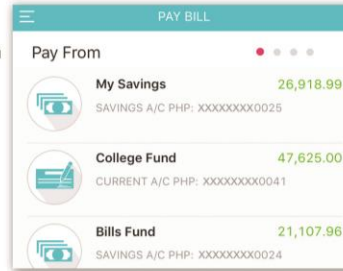 PAY BILL
Pay From
My Savings 26,918.99
SAVINGS A/C PHP: XXXXXXXX0025
College Fund 47,625.00
CURRENT A/C PHP: XXXXXXXX0041
Bills Fund 21,107.96
SAVINGS A/C PHP: XXXXXXXX0024